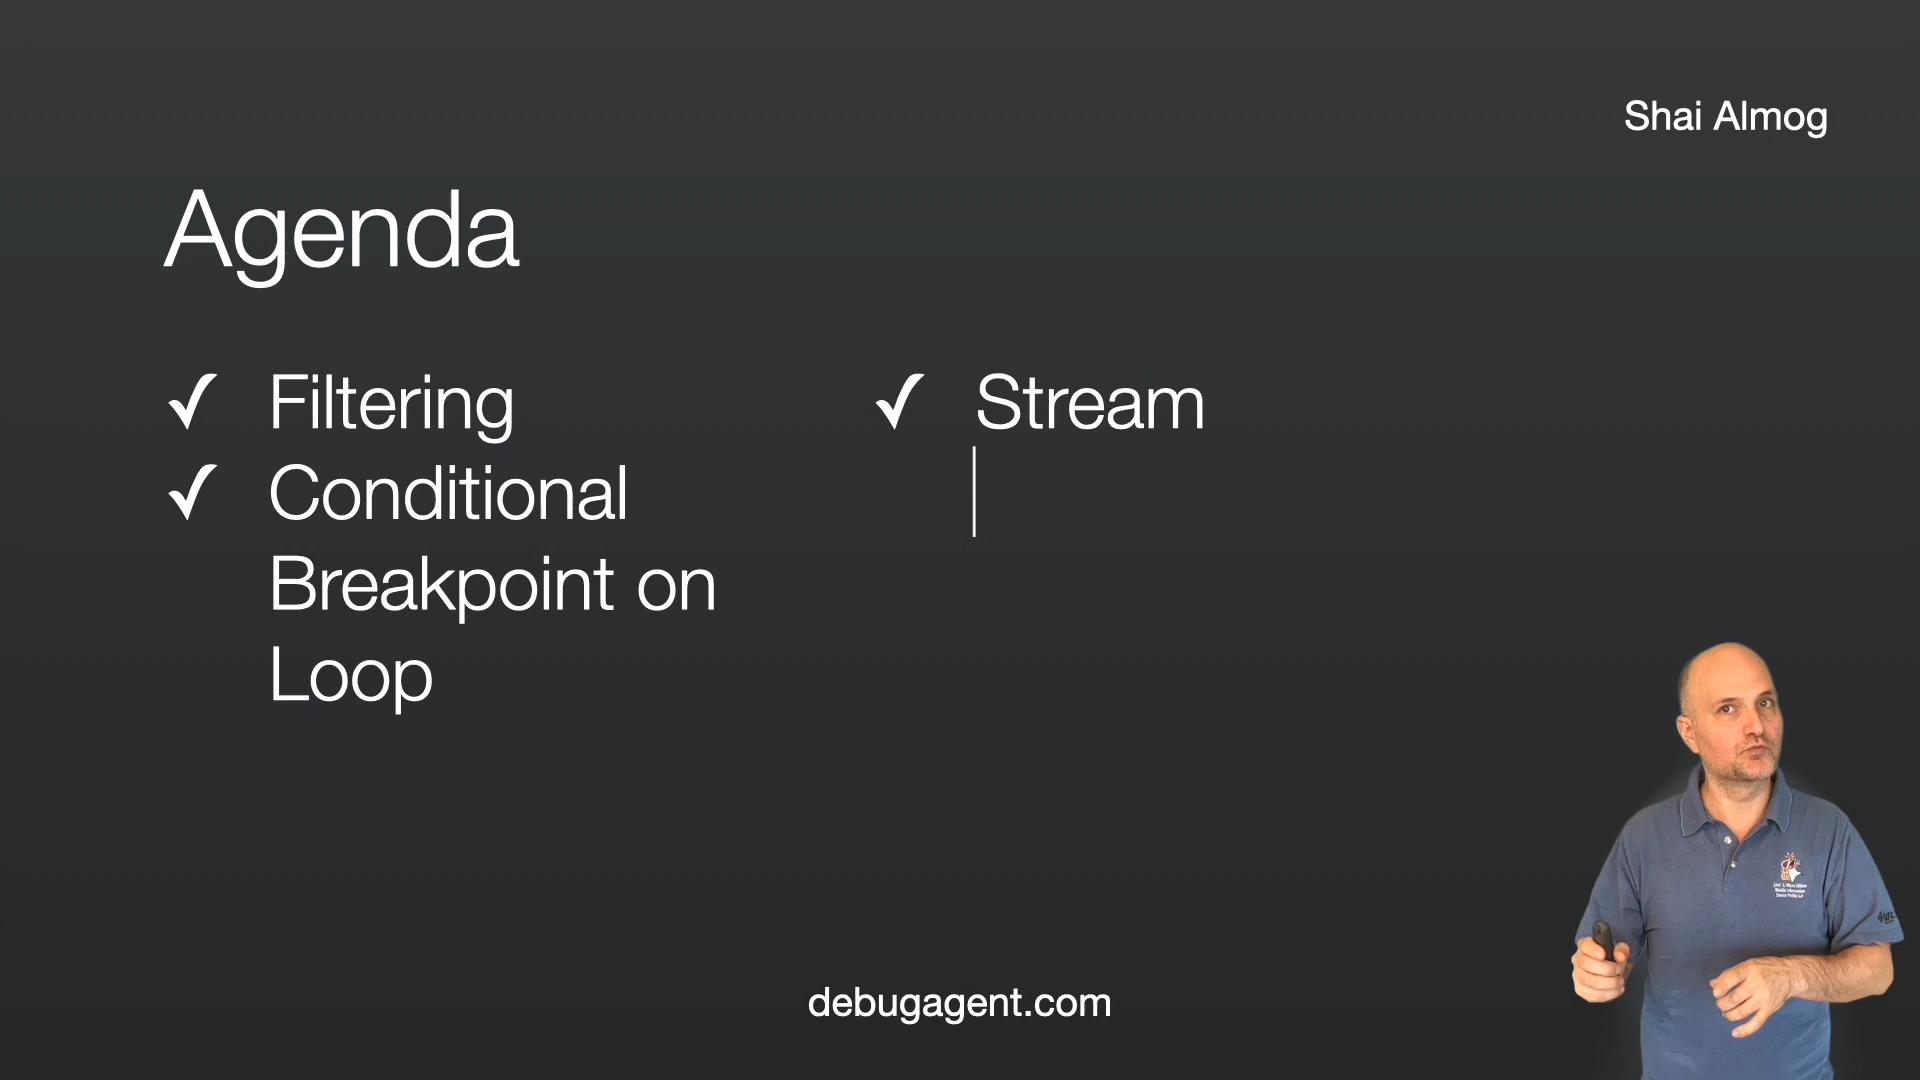 Shai Almog
Agenda
✓ Filtering
✓ Conditional
Breakpoint on
Loop
✓ Stream
debugagent.com